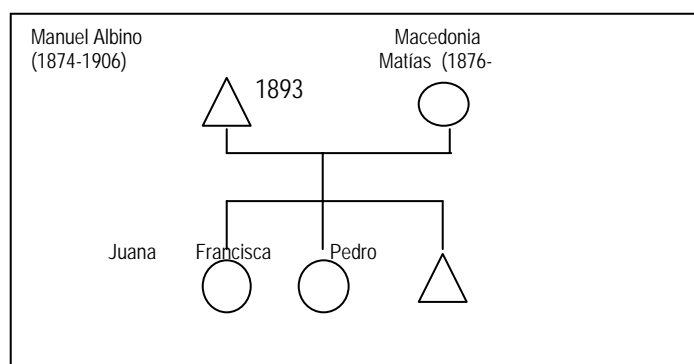 Manuel Albino
(1874-1906)
Macedonia
Matías (1876-
1893
Juana
Francisca
Pedro